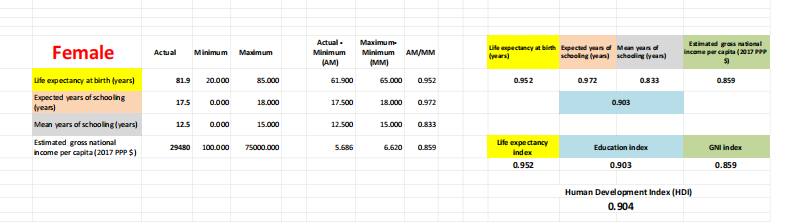 Female
Actual Minimum Maximum Actual - Minimum (AM) Maximum- Minimum (MM) AM/MM
Life expectancy at birth (years) 81.9 20.000 85.000 61.900 65.000 0.952
Expected years of schooling (years) 17.5 0.000 18.000 17.500 18.000 0.972
Mean years of schooling (years) 12.5 0.000 15.000 12.500 15.000 0.833
Estimated gross national income per capita (2017 PPP $) 29480 100.000 75000.000 5.686 6.620 0.859
Life expectancy at birth (years) Expected years of schooling (years) Mean years of schooling (years) Estimated gross national income per capita (2017 PPP $)
0.952 0.972 0.833 0.859
0.903
Life expectancy index Education index GNI index
0.952 0.903 0.859
Human Development Index (HDI)
0.904